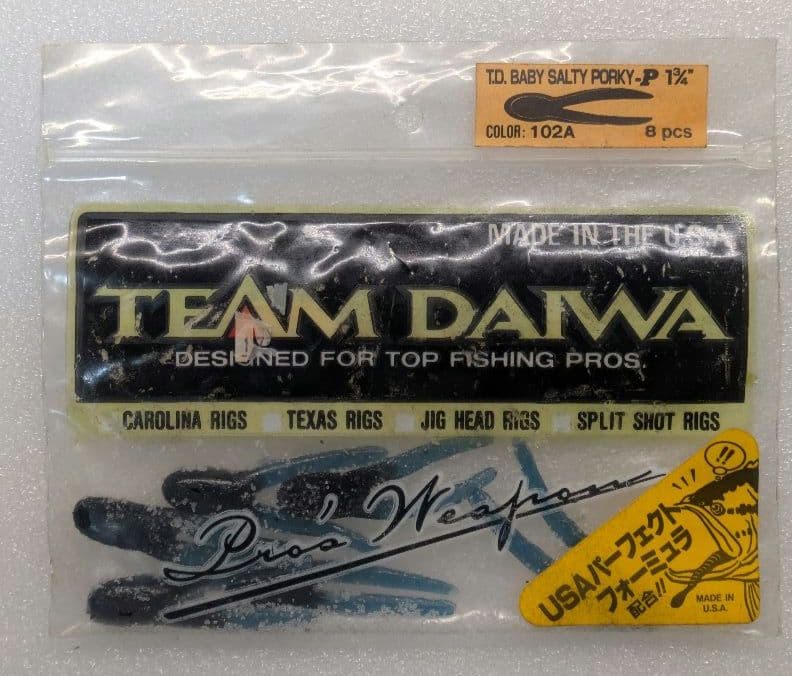 T.D. BABY SALTY PORKY-P 1¾"
COLOR: 102A 8 pcs
MADE IN THE U.S.A
TEAM DAIWA
DESIGNED FOR TOP FISHING PROS.
CAROLINA RIGS TEXAS RIGS JIG HEAD RIGS SPLIT SHOT RIGS
Pro's Weapon
!!
USAパーフェクト
フォーミュラ
配合!!
MADE IN
U.S.A.